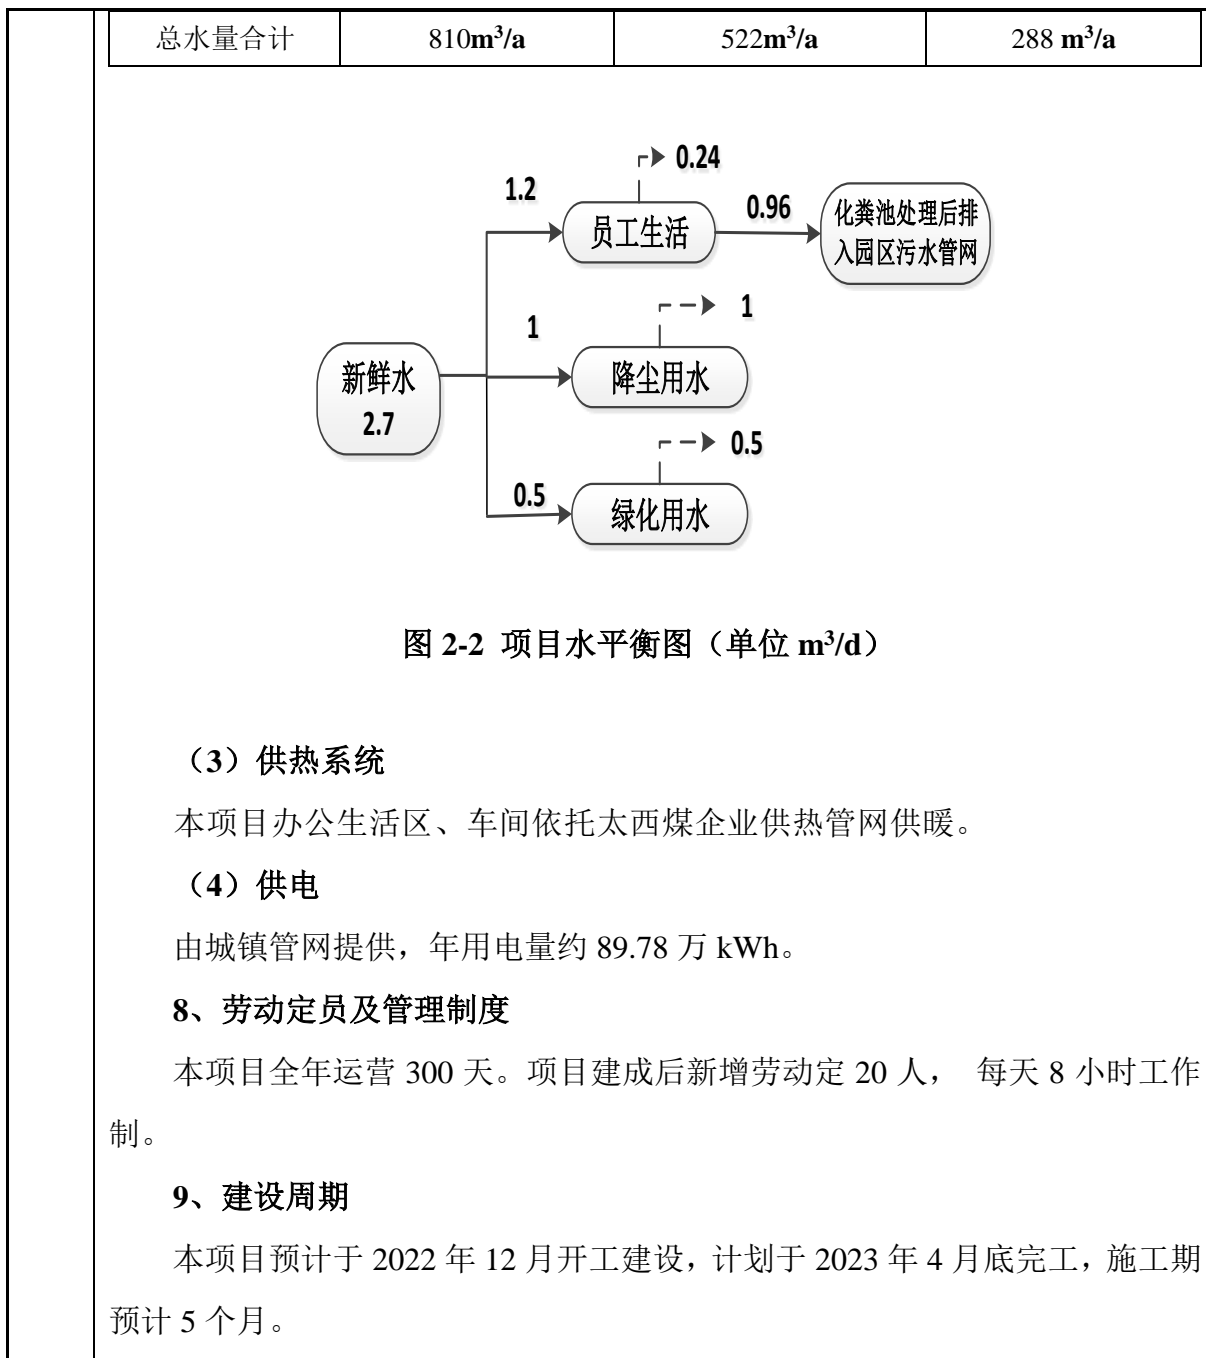 总水量合计 810m³/a 522m³/a 288 m³/a
0.24
1.2
0.96
员工生活
化粪池处理后排
入园区污水管网
1
1
新鲜水
2.7
降尘用水
0.5
0.5
绿化用水
图 2-2 项目水平衡图（单位 m³/d）
（3）供热系统
本项目办公生活区、车间依托太西煤企业供热管网供暖。
（4）供电
由城镇管网提供，年用电量约 89.78 万 kWh。
8、劳动定员及管理制度
本项目全年运营 300 天。项目建成后新增劳动定 20 人， 每天 8 小时工作
制。
9、建设周期
本项目预计于 2022 年 12 月开工建设，计划于 2023 年 4 月底完工，施工期
预计 5 个月。